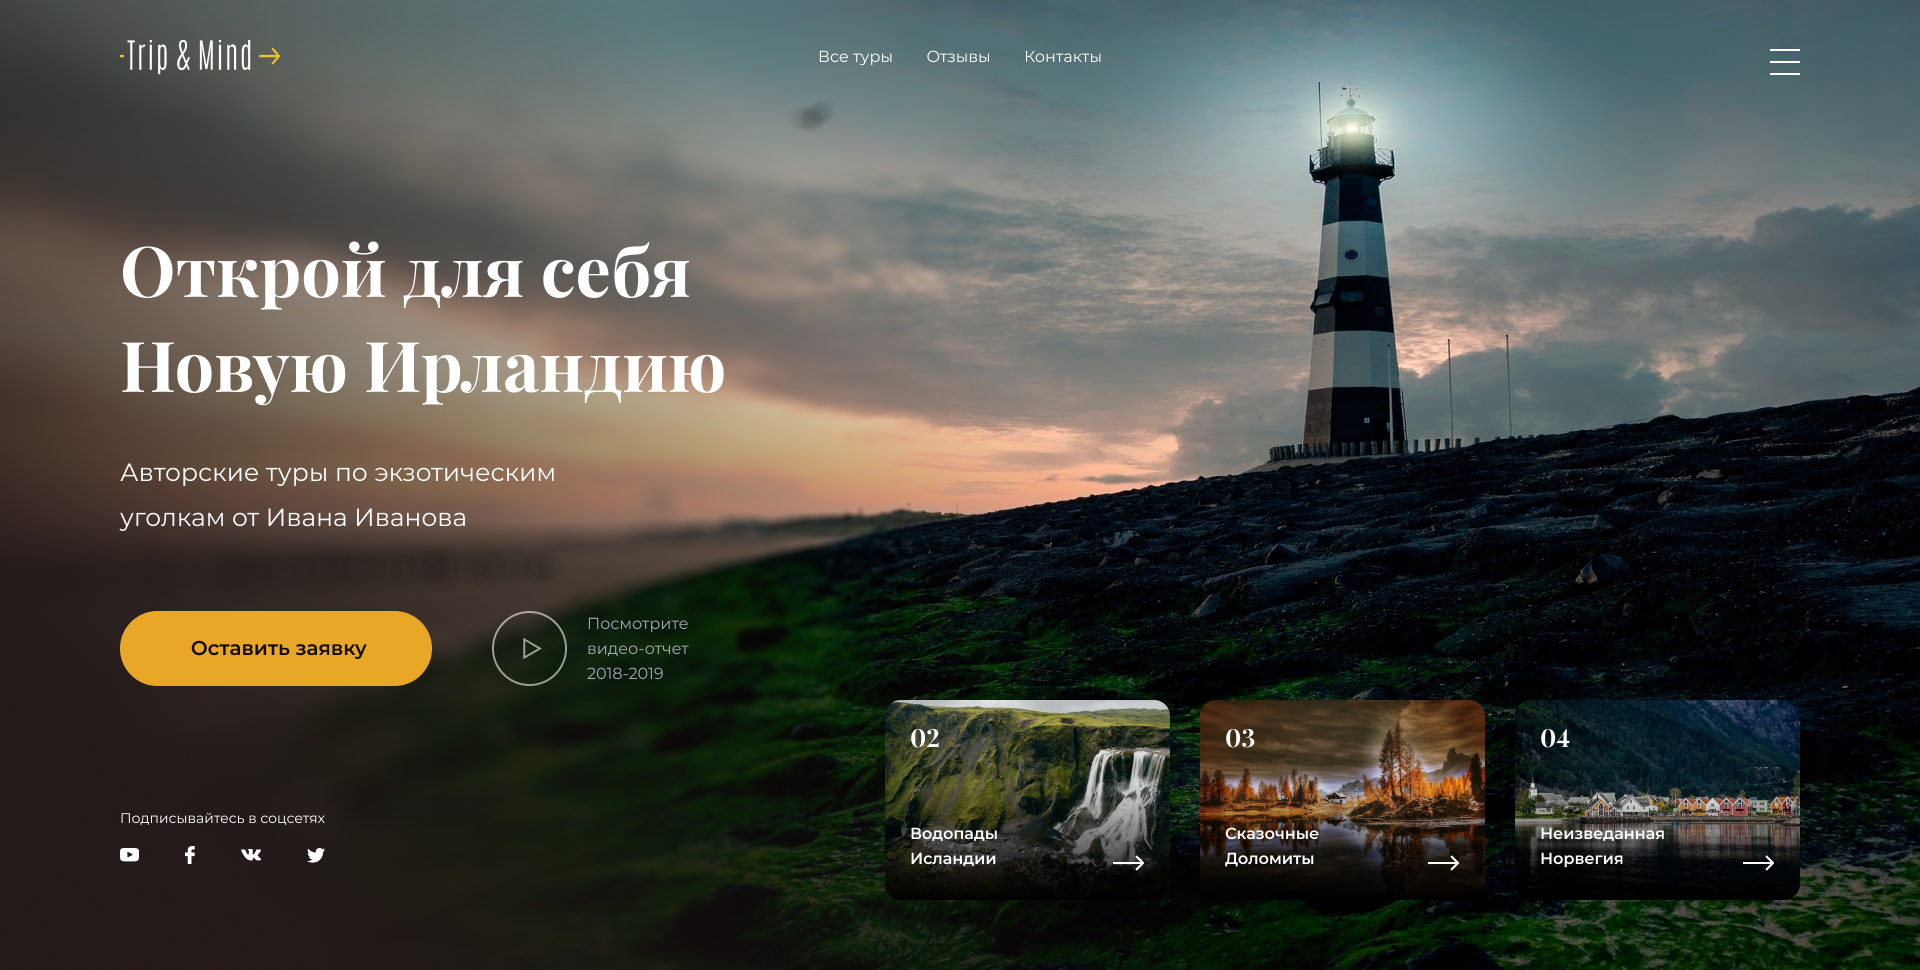 Trip & Mind
Все туры
Отзывы
Контакты
Открой для себя
Новую Ирландию
Авторские туры по экзотическим
уголкам от Ивана Иванова
Оставить заявку
Посмотрите
видео-отчет
2018-2019
02
Водопады
Исландии
03
Сказочные
Доломиты
04
Неизведанная
Норвегия
Подписывайтесь в соцсетях